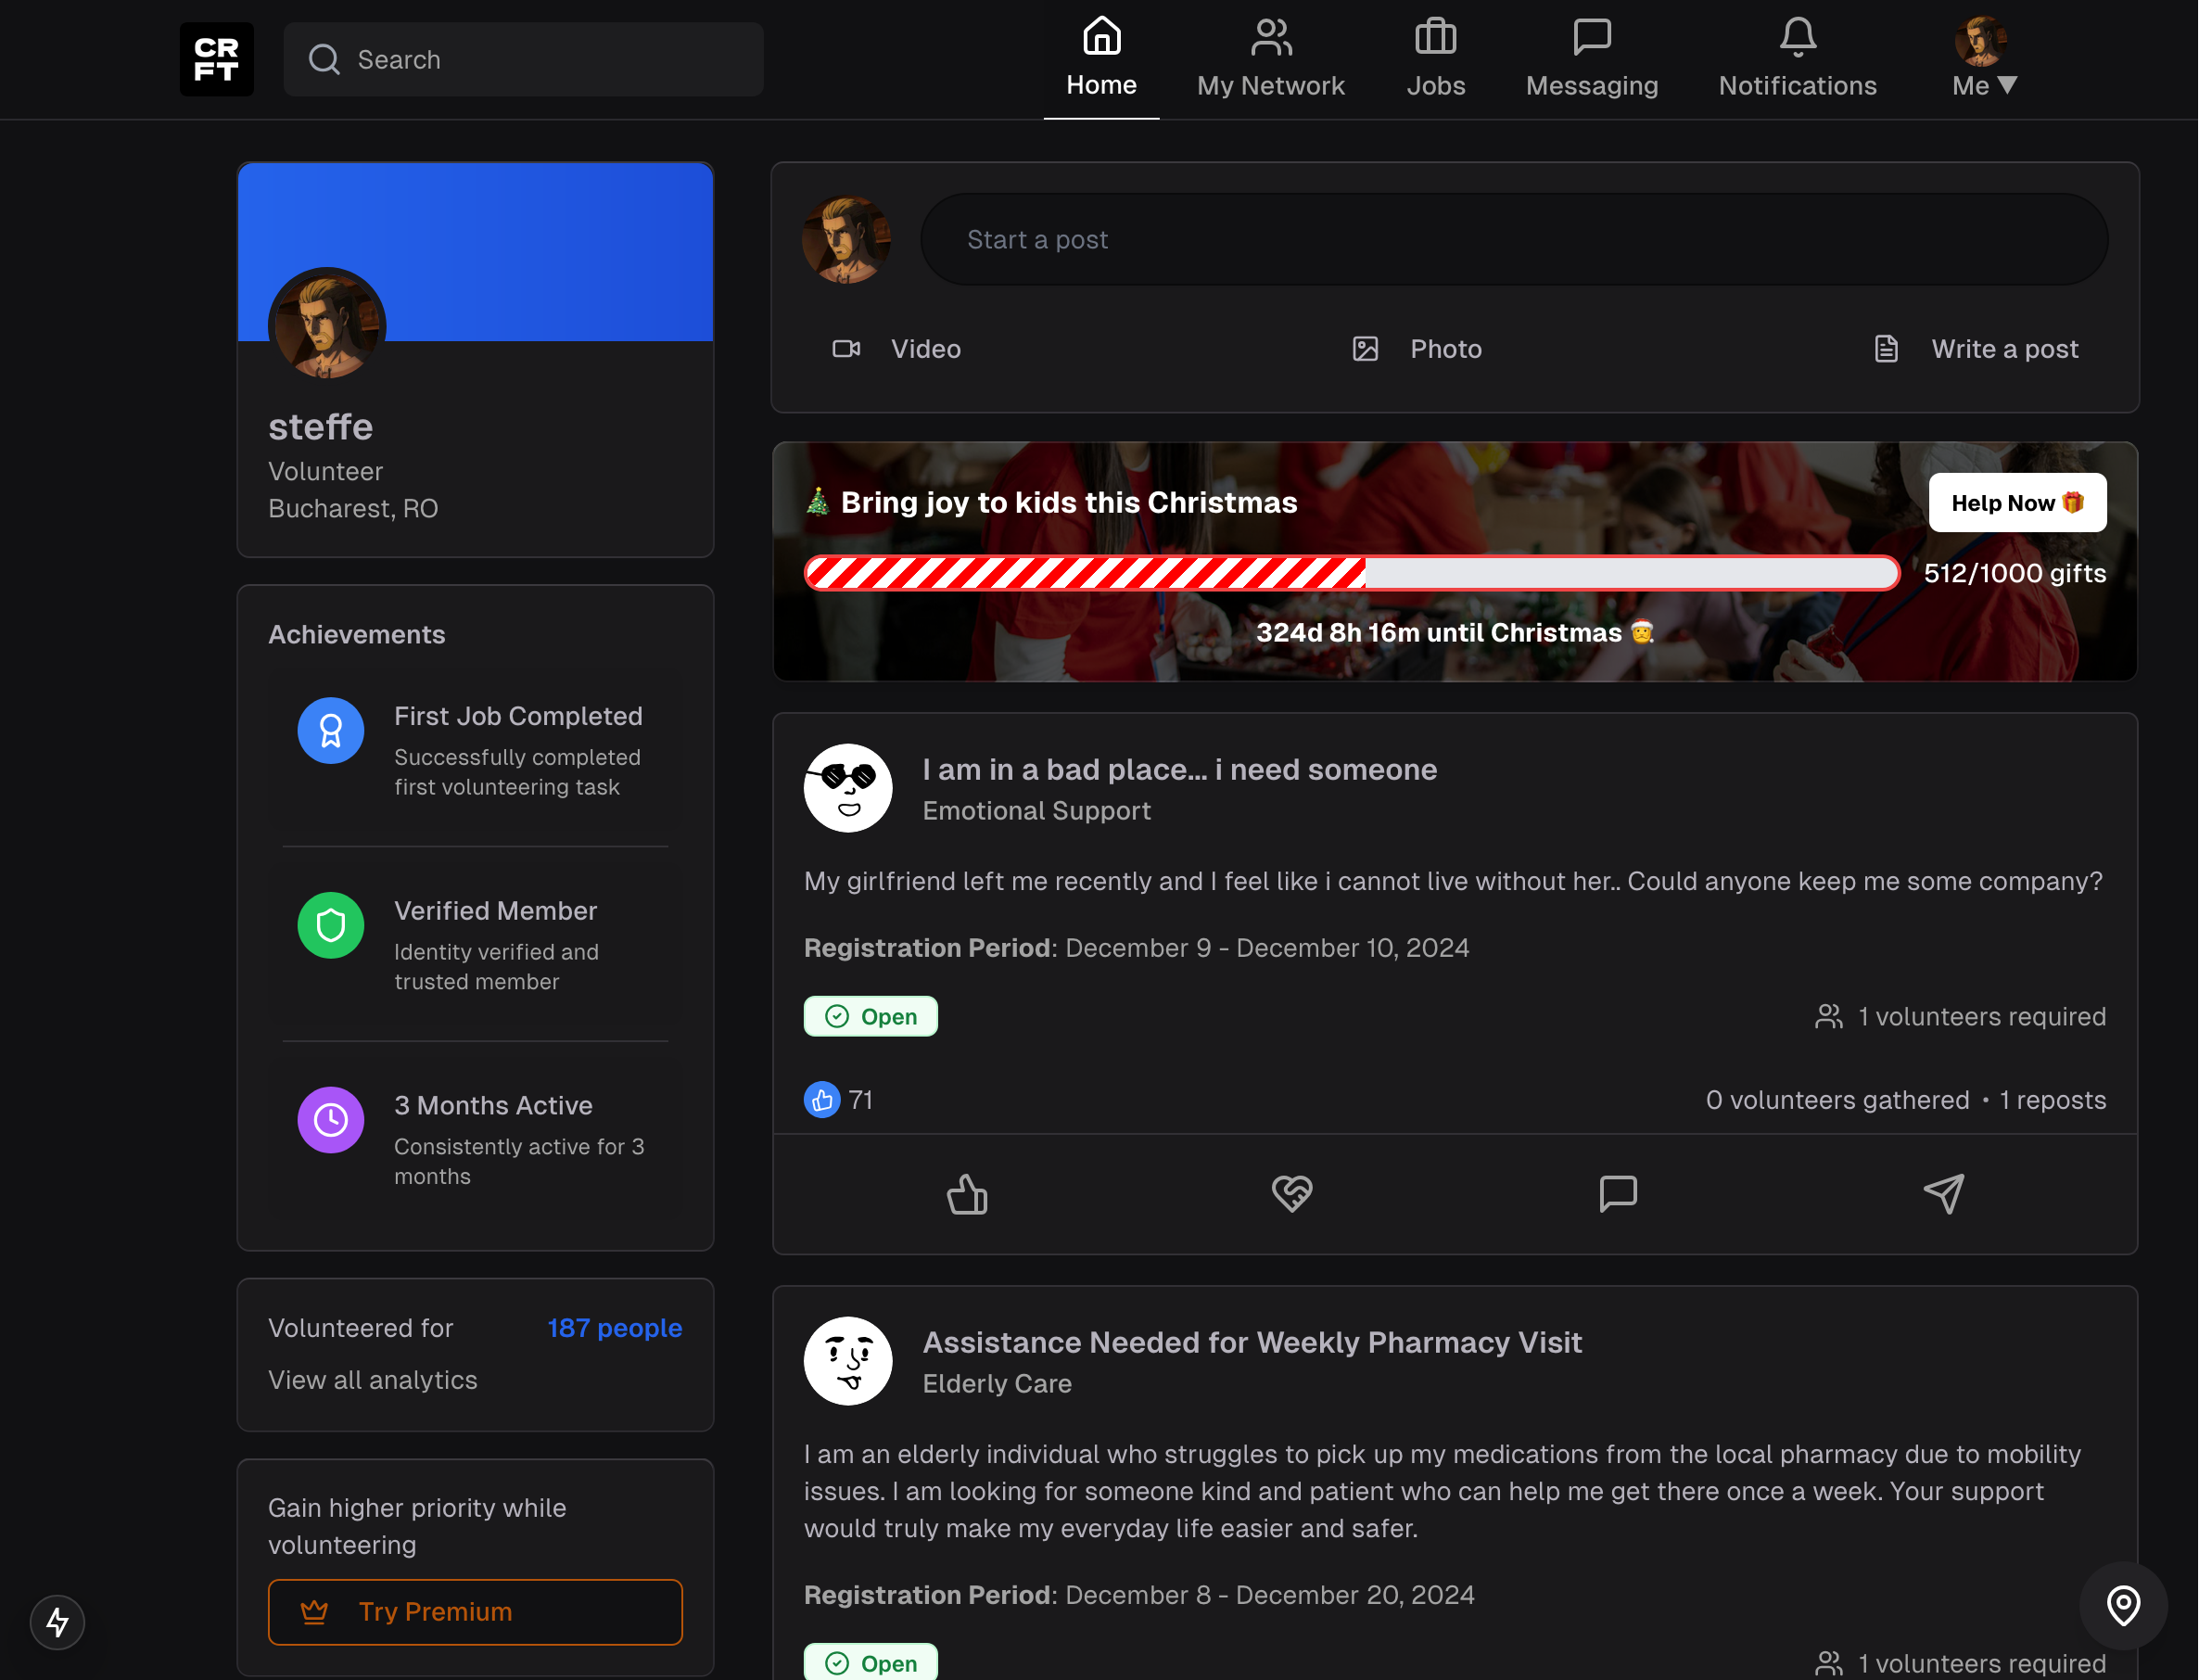 CR
FT
Search
Home
My Network
Jobs
Messaging
Notifications
Me ▼
steffe
Volunteer
Bucharest, RO
Achievements
First Job Completed
Successfully completed
first volunteering task
Verified Member
Identity verified and
trusted member
3 Months Active
Consistently active for 3
months
Volunteered for
187 people
View all analytics
Gain higher priority while
volunteering
Try Premium
Start a post
Video
Photo
Write a post
🎄 Bring joy to kids this Christmas
Help Now 🎁
512/1000 gifts
324d 8h 16m until Christmas 🎅
I am in a bad place... i need someone
Emotional Support
My girlfriend left me recently and I feel like i cannot live without her.. Could anyone keep me some company?
Registration Period: December 9 - December 10, 2024
Open
1 volunteers required
71
0 volunteers gathered • 1 reposts
Assistance Needed for Weekly Pharmacy Visit
Elderly Care
I am an elderly individual who struggles to pick up my medications from the local pharmacy due to mobility
issues. I am looking for someone kind and patient who can help me get there once a week. Your support
would truly make my everyday life easier and safer.
Registration Period: December 8 - December 20, 2024
Open
1 volunteers required